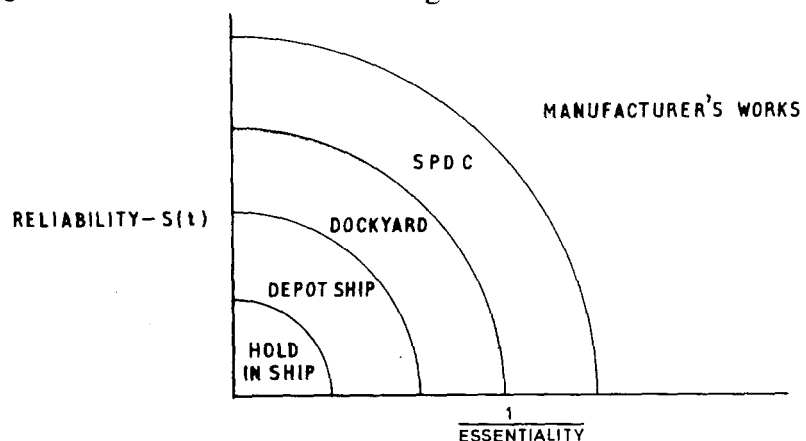 MANUFACTURER'S WORKS
SPDC
RELIABILITY-S(t)
DOCKYARD
DEPOT SHIP
HOLD
IN SHIP
1
ESSENTIALITY